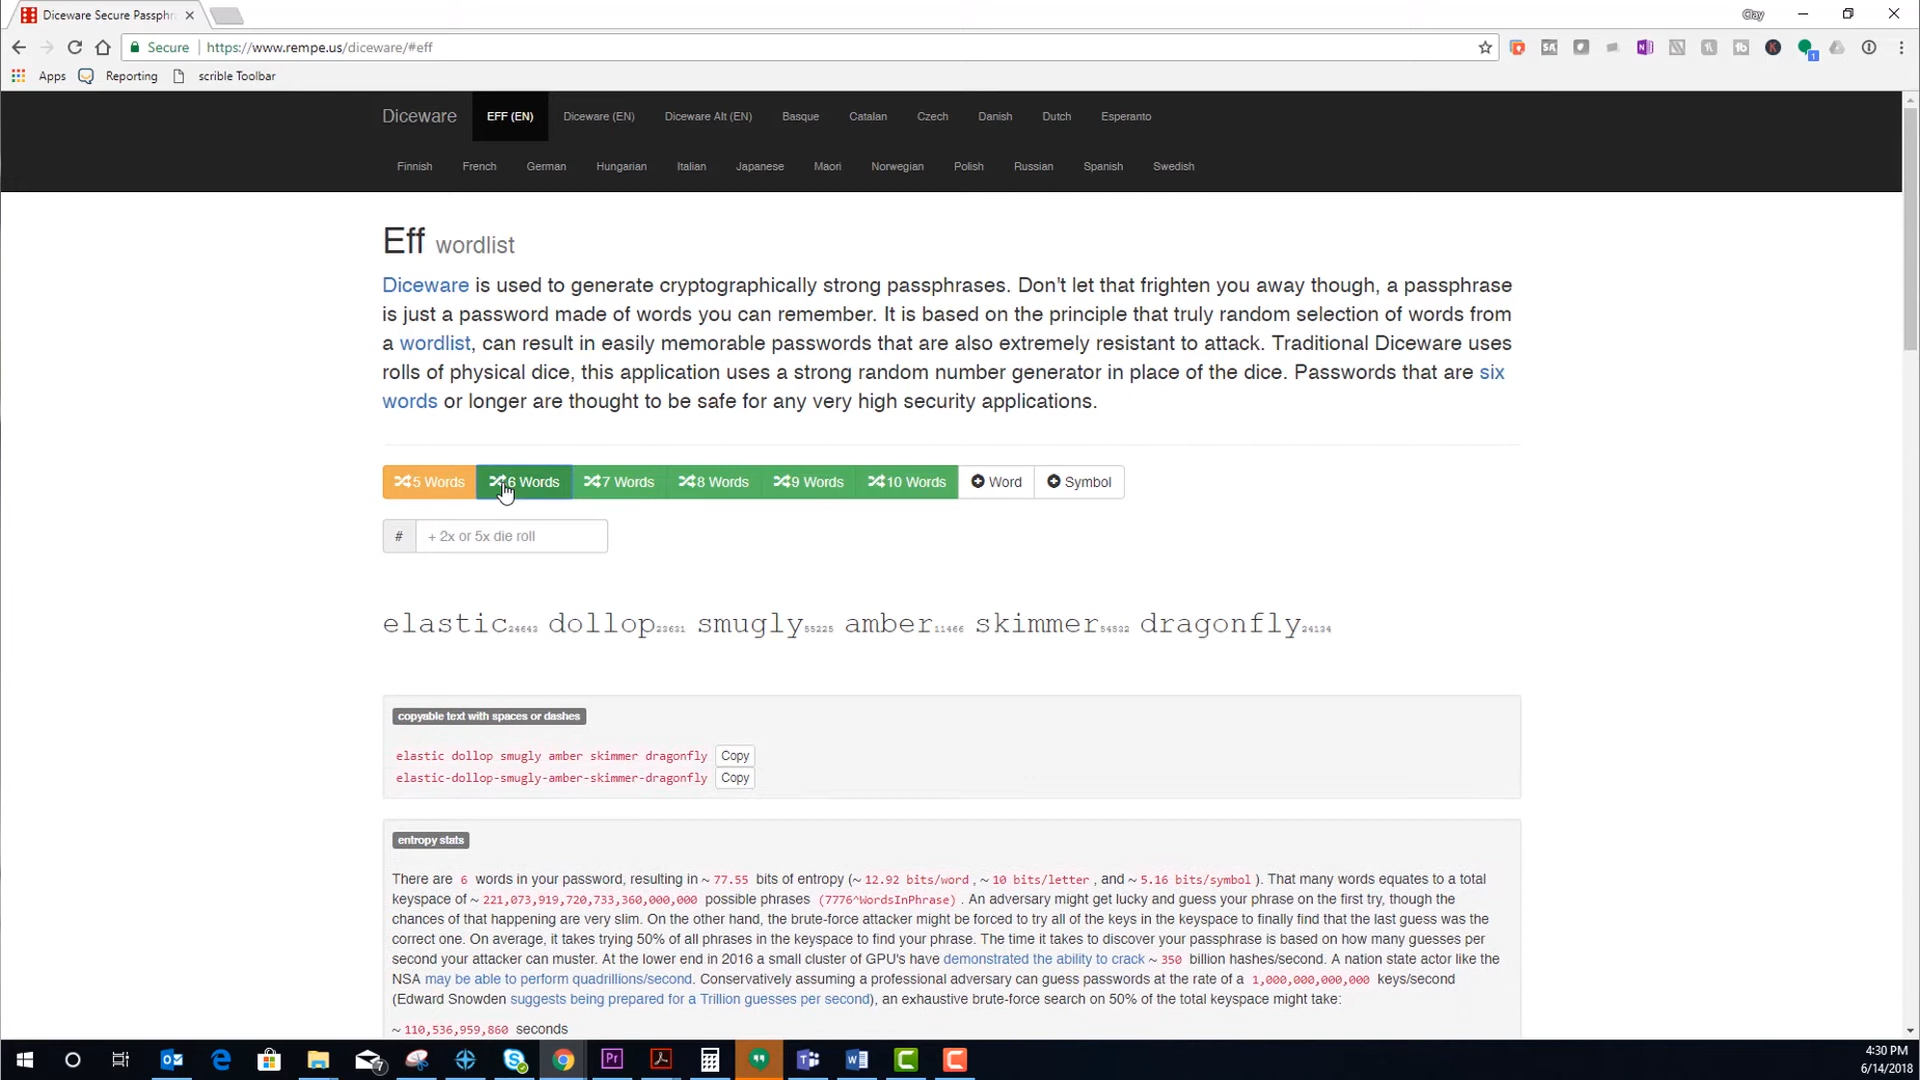 Diceware Secure Passphr
Clay
Secure https://www.rempe.us/diceware/#eff
Apps Reporting scrible Toolbar
Diceware EFF (EN) Diceware (EN) Diceware Alt (EN) Basque Catalan Czech Danish Dutch Esperanto
Finnish French German Hungarian Italian Japanese Maori Norwegian Polish Russian Spanish Swedish
Eff wordlist
Diceware is used to generate cryptographically strong passphrases. Don't let that frighten you away though, a passphrase
is just a password made of words you can remember. It is based on the principle that truly random selection of words from
a wordlist, can result in easily memorable passwords that are also extremely resistant to attack. Traditional Diceware uses
rolls of physical dice, this application uses a strong random number generator in place of the dice. Passwords that are six
words or longer are thought to be safe for any very high security applications.
5 Words 6 Words 7 Words 8 Words 9 Words 10 Words Word Symbol
# + 2x or 5x die roll
elastic24643 dollop23631 smugly55225 amber11466 skimmer54532 dragonfly24134
copyable text with spaces or dashes
elastic dollop smugly amber skimmer dragonfly Copy
elastic-dollop-smugly-amber-skimmer-dragonfly Copy
entropy stats
There are 6 words in your password, resulting in ~ 77.55 bits of entropy (~ 12.92 bits/word, ~ 10 bits/letter, and ~ 5.16 bits/symbol). That many words equates to a total
keyspace of ~ 221,073,919,720,733,360,000,000 possible phrases (7776^WordsInPhrase). An adversary might get lucky and guess your phrase on the first try, though the
chances of that happening are very slim. On the other hand, the brute-force attacker might be forced to try all of the keys in the keyspace to finally find that the last guess was the
correct one. On average, it takes trying 50% of all phrases in the keyspace to find your phrase. The time it takes to discover your passphrase is based on how many guesses per
second your attacker can muster. At the lower end in 2016 a small cluster of GPU's have demonstrated the ability to crack ~ 350 billion hashes/second. A nation state actor like the
NSA may be able to perform quadrillions/second. Conservatively assuming a professional adversary can guess passwords at the rate of a 1,000,000,000,000 keys/second
(Edward Snowden suggests being prepared for a Trillion guesses per second), an exhaustive brute-force search on 50% of the total keyspace might take:
~ 110,536,959,860 seconds
4:30 PM
6/14/2018